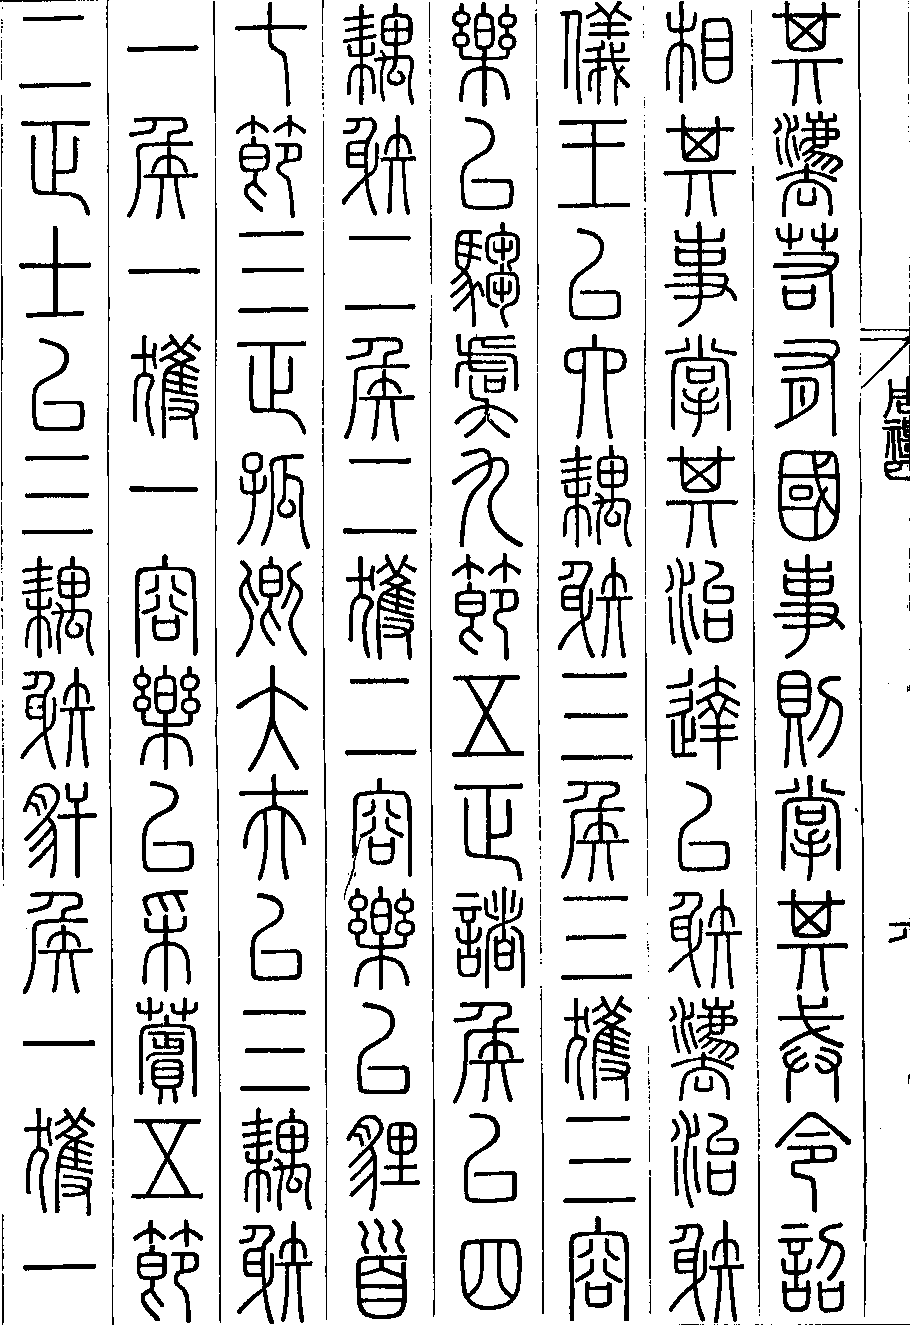 其灋若有國事則掌其戒令詔
相其事掌其治達以射灋治射
儀王以六耦射三侯三獲三容
樂以騶虞九節五正諸侯以四
耦射二侯二獲二容樂以貍首
七節三正孤卿大夫以三耦射
一侯一獲一容樂以采蘋五節
二正士以三耦射豻侯一獲一